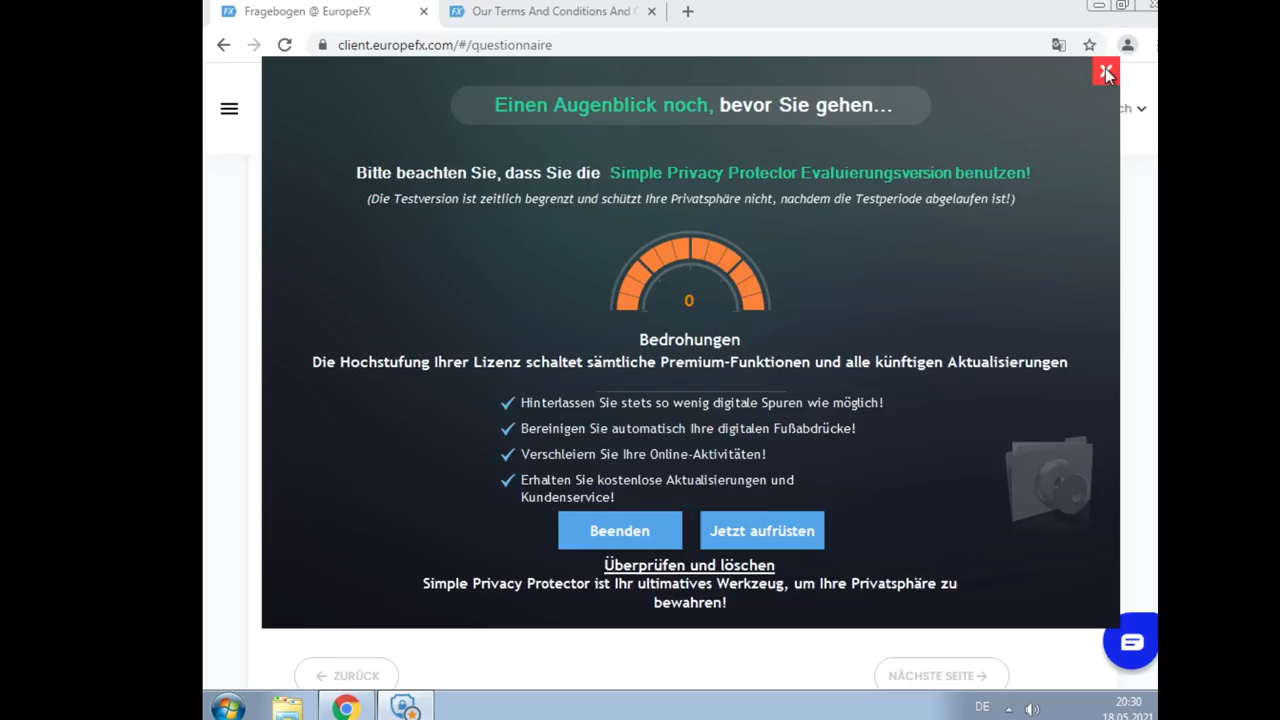 Fragebogen @ EuropeFX
Our Terms And Conditions And
client.europefx.com/#/questionnaire
ch
Einen Augenblick noch, bevor Sie gehen...
Bitte beachten Sie, dass Sie die Simple Privacy Protector Evaluierungsversion benutzen!
(Die Testversion ist zeitlich begrenzt und schützt Ihre Privatsphäre nicht, nachdem die Testperiode abgelaufen ist!)
0
Bedrohungen
Die Hochstufung Ihrer Lizenz schaltet sämtliche Premium-Funktionen und alle künftigen Aktualisierungen
Hinterlassen Sie stets so wenig digitale Spuren wie möglich!
Bereinigen Sie automatisch Ihre digitalen Fußabdrücke!
Verschleiern Sie Ihre Online-Aktivitäten!
Erhalten Sie kostenlose Aktualisierungen und
Kundenservice!
Beenden
Jetzt aufrüsten
Überprüfen und löschen
Simple Privacy Protector ist Ihr ultimatives Werkzeug, um Ihre Privatsphäre zu
bewahren!
← ZURÜCK
NÄCHSTE SEITE →
DE
20:30
18.05.2021